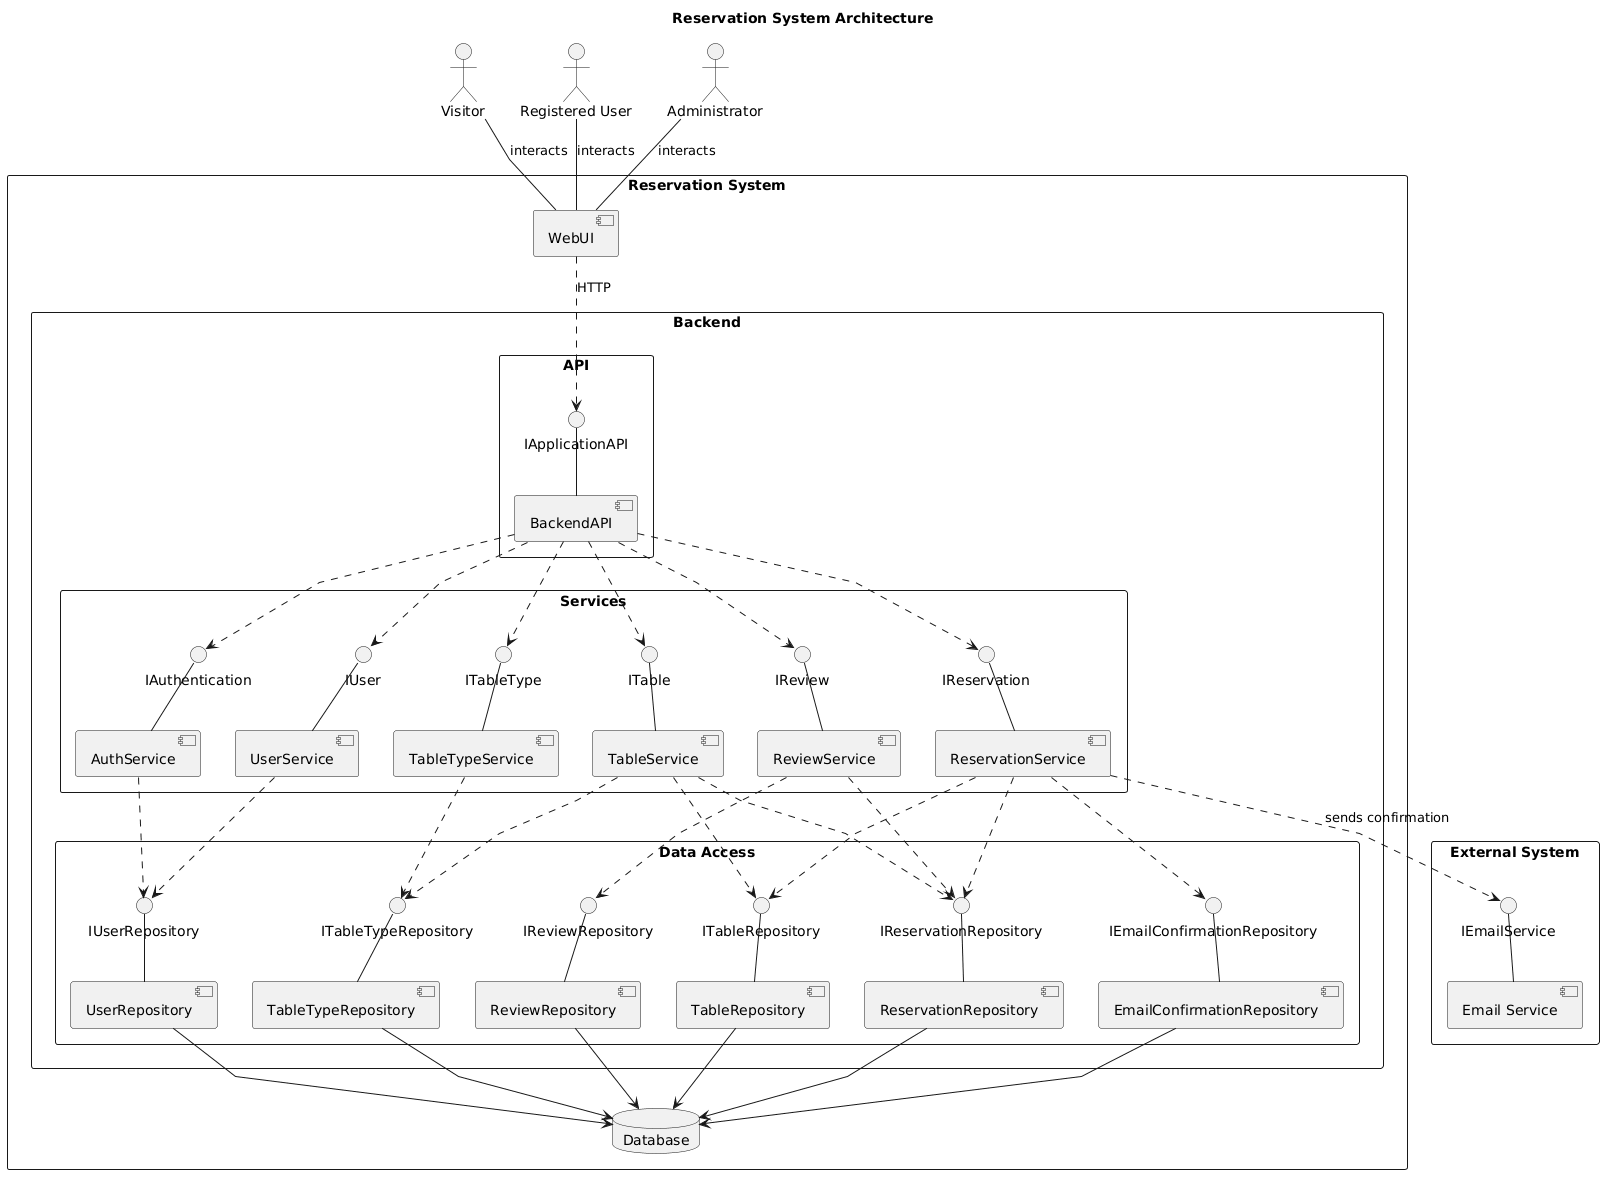 Reservation System Architecture
Visitor
Registered User
Administrator
interacts
interacts
interacts
Reservation System
WebUI
HTTP
Backend
API
IApplicationAPI
BackendAPI
Services
IAuthentication
IUser
ITableType
ITable
IReview
IReservation
AuthService
UserService
TableTypeService
TableService
ReviewService
ReservationService
sends confirmation
Data Access
External System
IUserRepository
ITableTypeRepository
IReviewRepository
ITableRepository
IReservationRepository
IEmailConfirmationRepository
IEmailService
UserRepository
TableTypeRepository
ReviewRepository
TableRepository
ReservationRepository
EmailConfirmationRepository
Email Service
Database